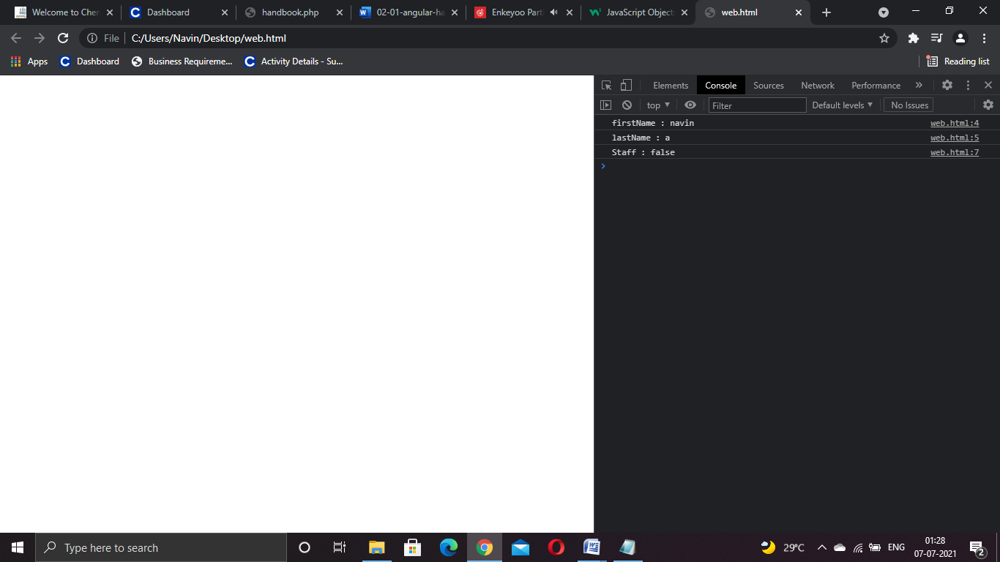 Welcome to Chen
Dashboard
handbook.php
02-01-angular-ha
Enkeyoo Part
JavaScript Objects
web.html
File
C:/Users/Navin/Desktop/web.html
Apps
Dashboard
Business Requireme...
Activity Details - Su...
Reading list
Elements
Console
Sources
Network
Performance
top
Filter
Default levels
No Issues
firstName : navin
web.html:4
lastName : a
web.html:5
Staff : false
web.html:7
Type here to search
29°C
ENG
01:28
07-07-2021
2